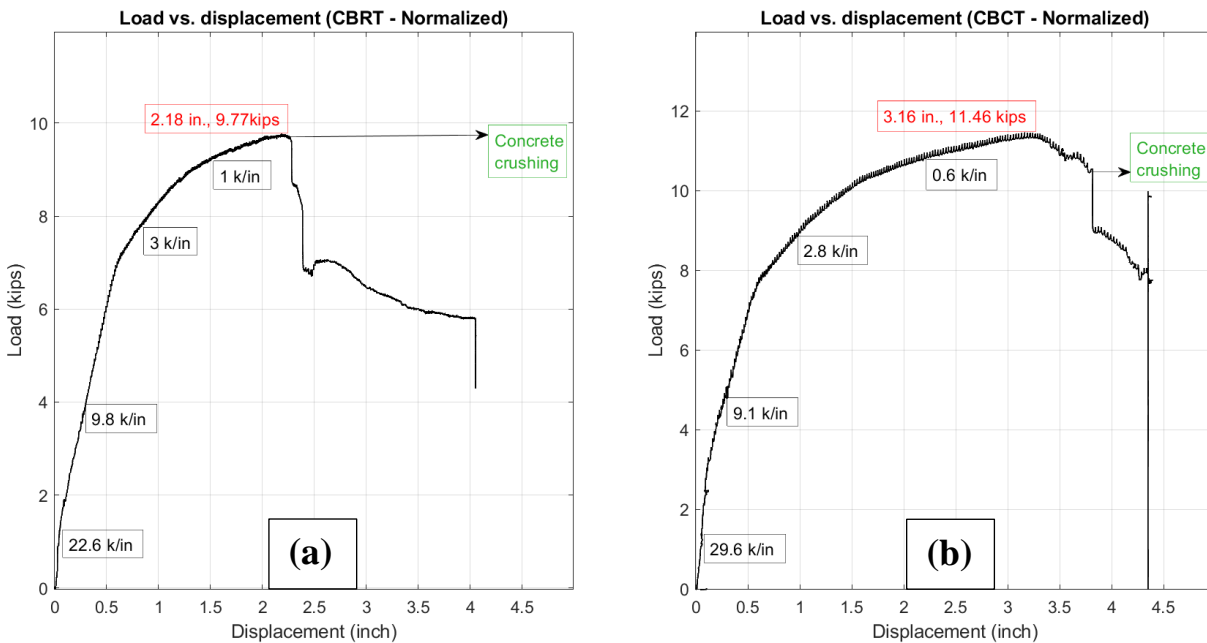 Load vs. displacement (CBRT - Normalized)
2.18 in., 9.77kips
Concrete
crushing
1 k/in
3 k/in
9.8 k/in
22.6 k/in
(a)
10
8
6
4
2
0
0 0.5 1 1.5 2 2.5 3 3.5 4 4.5
Load (kips)
Displacement (inch)
Load vs. displacement (CBCT - Normalized)
3.16 in., 11.46 kips
Concrete
crushing
0.6 k/in
2.8 k/in
9.1 k/in
29.6 k/in
(b)
12
10
8
6
4
2
0
0 0.5 1 1.5 2 2.5 3 3.5 4 4.5
Load (kips)
Displacement (inch)